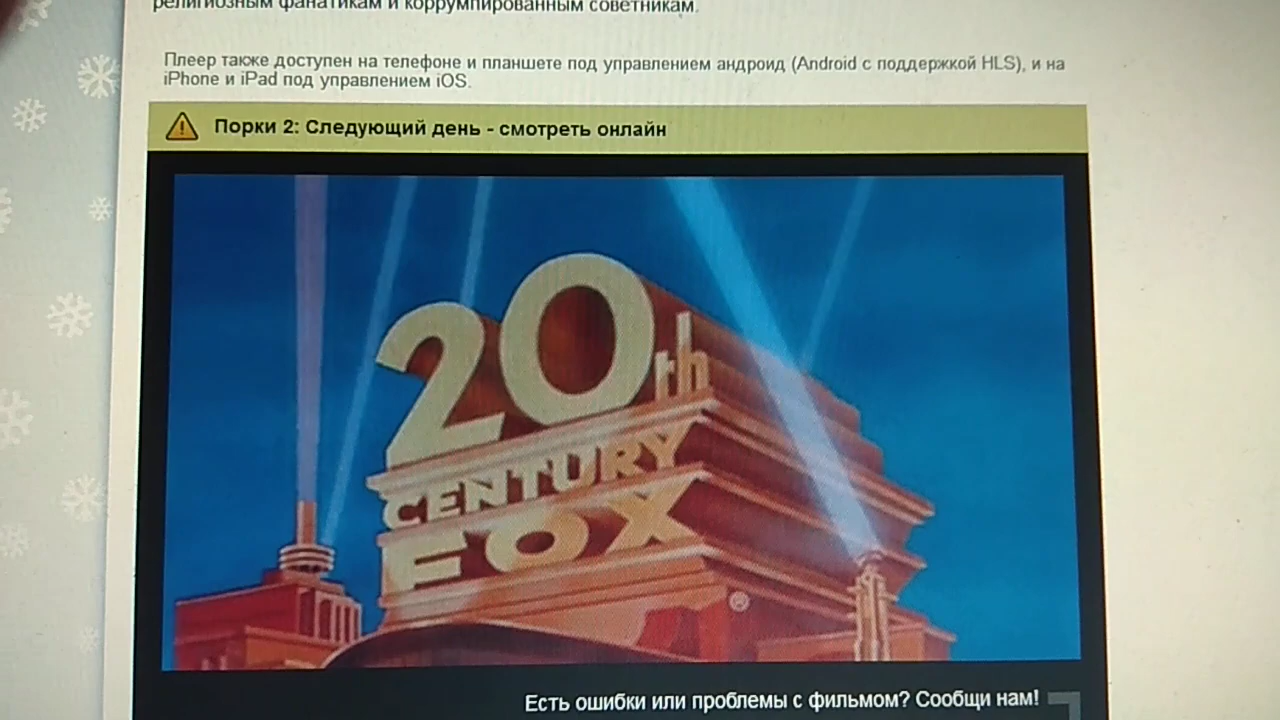 религиозным фанатикам и коррумпированным советникам.
Плеер также доступен на телефоне и планшете под управлением андроид (Android с поддержкой HLS), и на
iPhone и iPad под управлением iOS.
Порки 2: Следующий день - смотреть онлайн
20th
CENTURY
FOX
Есть ошибки или проблемы с фильмом? Сообщи нам!